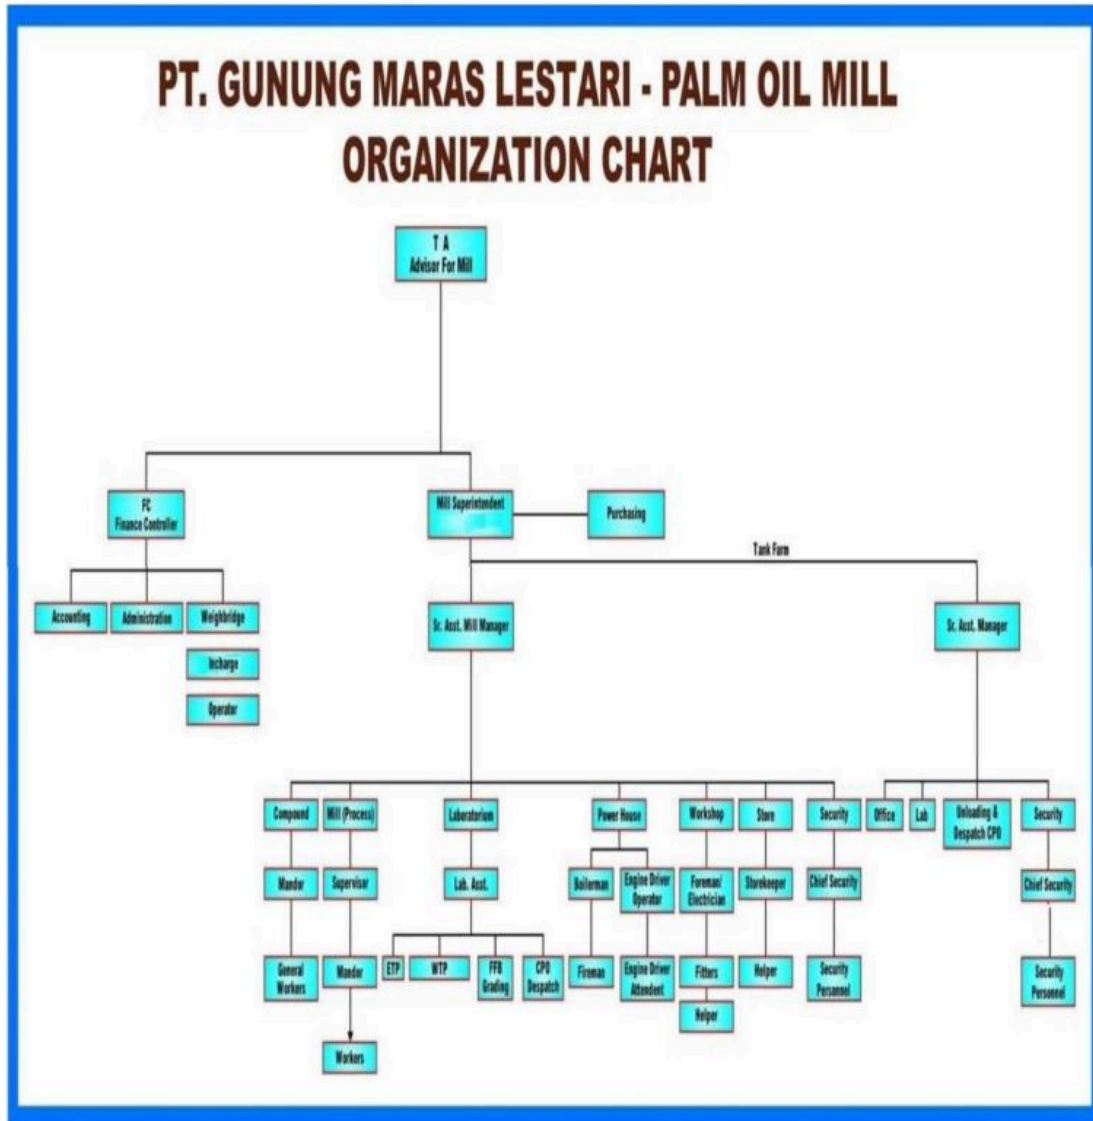 PT. GUNUNG MARAS LESTARI - PALM OIL MILL
ORGANIZATION CHART
T A
Advisor For Mill
FC
Finance Controller
Mill Superintendent
Purchasing
Tank Farm
Accounting
Administration
Weighbridge
Sr. Asst. Mill Manager
Sr. Asst. Manager
Incharge
Operator
Compound
Mill (Process)
Laboratorium
Power House
Workshop
Store
Security
Office
Lab
Unloading &
Despatch CPO
Security
Mandor
Supervisor
Lab. Asst.
Boilerman
Engine Driver
Operator
Foreman/
Electrician
Storekeeper
Chief Security
Chief Security
General
Workers
Mandor
ETP
WTP
FFB
Grading
CPO
Despatch
Fireman
Engine Driver
Attendent
Fitters
Helper
Security
Personnel
Security
Personnel
Helper
Workers